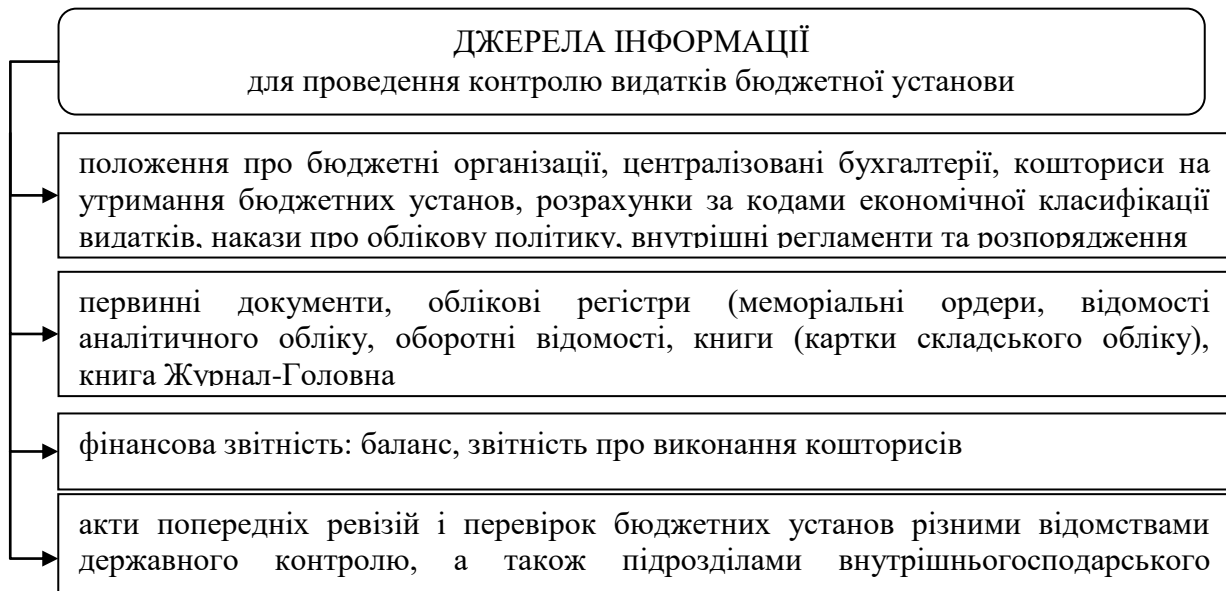 ДЖЕРЕЛА ІНФОРМАЦІЇ
для проведення контролю видатків бюджетної установи
положення про бюджетні організації, централізовані бухгалтерії, кошториси на
утримання бюджетних установ, розрахунки за кодами економічної класифікації
видатків, накази про облікову політику, внутрішні регламенти та розпорядження
первинні документи, облікові регістри (меморіальні ордери, відомості
аналітичного обліку, оборотні відомості, книги (картки складського обліку),
книга Журнал-Головна
фінансова звітність: баланс, звітність про виконання кошторисів
акти попередніх ревізій і перевірок бюджетних установ різними відомствами
державного контролю, а також підрозділами внутрішньогосподарського